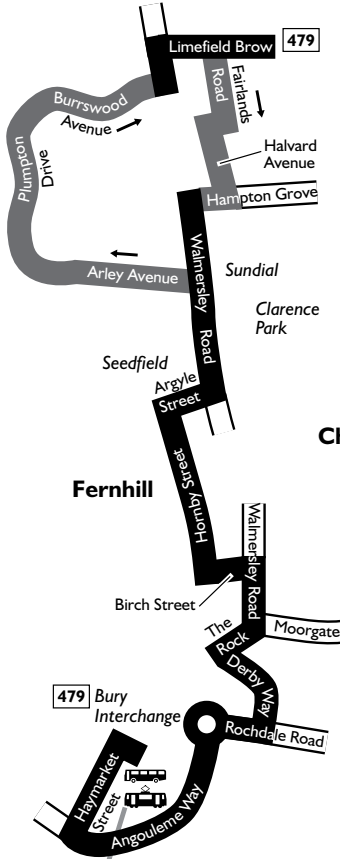 Limefield Brow
479
Burrswood
Avenue
Road
Fairlands
Plumpton
Drive
Halvard
Avenue
Hampton Grove
Arley Avenue
Walmersley
Road
Sundial
Clarence
Park
Seedfield
Argyle
Street
Ch
Hornby Street
Fernhill
Walmersley Road
Birch Street
The
Rock
Moorgate
Derby Way
479
Bury
Interchange
Rochdale Road
Haymarket
Street
Angouleme Way